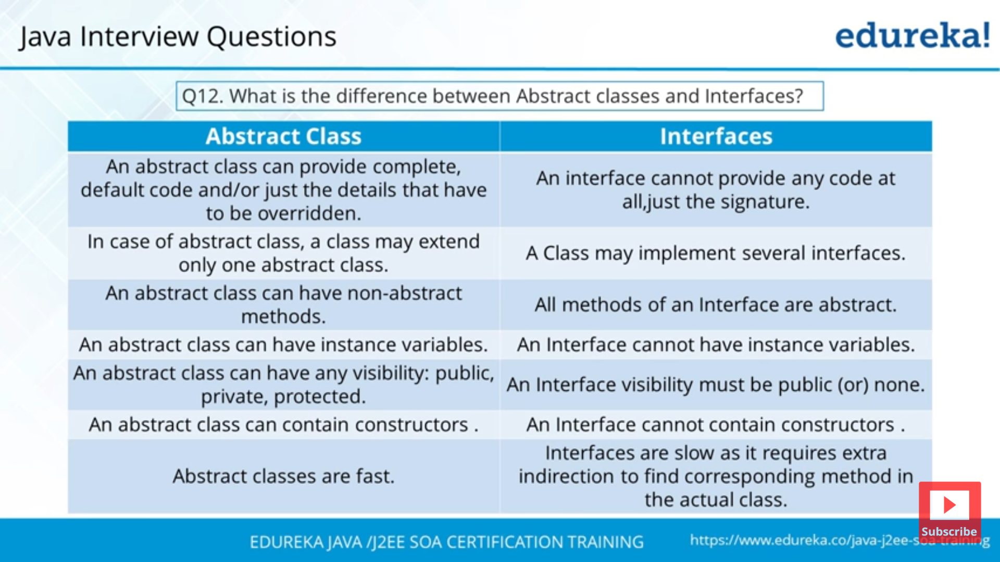 Java Interview Questions
edureka!
Q12. What is the difference between Abstract classes and Interfaces?
Abstract Class
Interfaces
An abstract class can provide complete,
default code and/or just the details that have
to be overridden.
An interface cannot provide any code at
all,just the signature.
In case of abstract class, a class may extend
only one abstract class.
A Class may implement several interfaces.
An abstract class can have non-abstract
methods.
All methods of an Interface are abstract.
An abstract class can have instance variables.
An Interface cannot have instance variables.
An abstract class can have any visibility: public,
private, protected.
An Interface visibility must be public (or) none.
An abstract class can contain constructors .
An Interface cannot contain constructors .
Abstract classes are fast.
Interfaces are slow as it requires extra
indirection to find corresponding method in
the actual class.
Subscribe
EDUREKA JAVA /J2EE SOA CERTIFICATION TRAINING
https://www.edureka.co/java-j2ee-soa-training